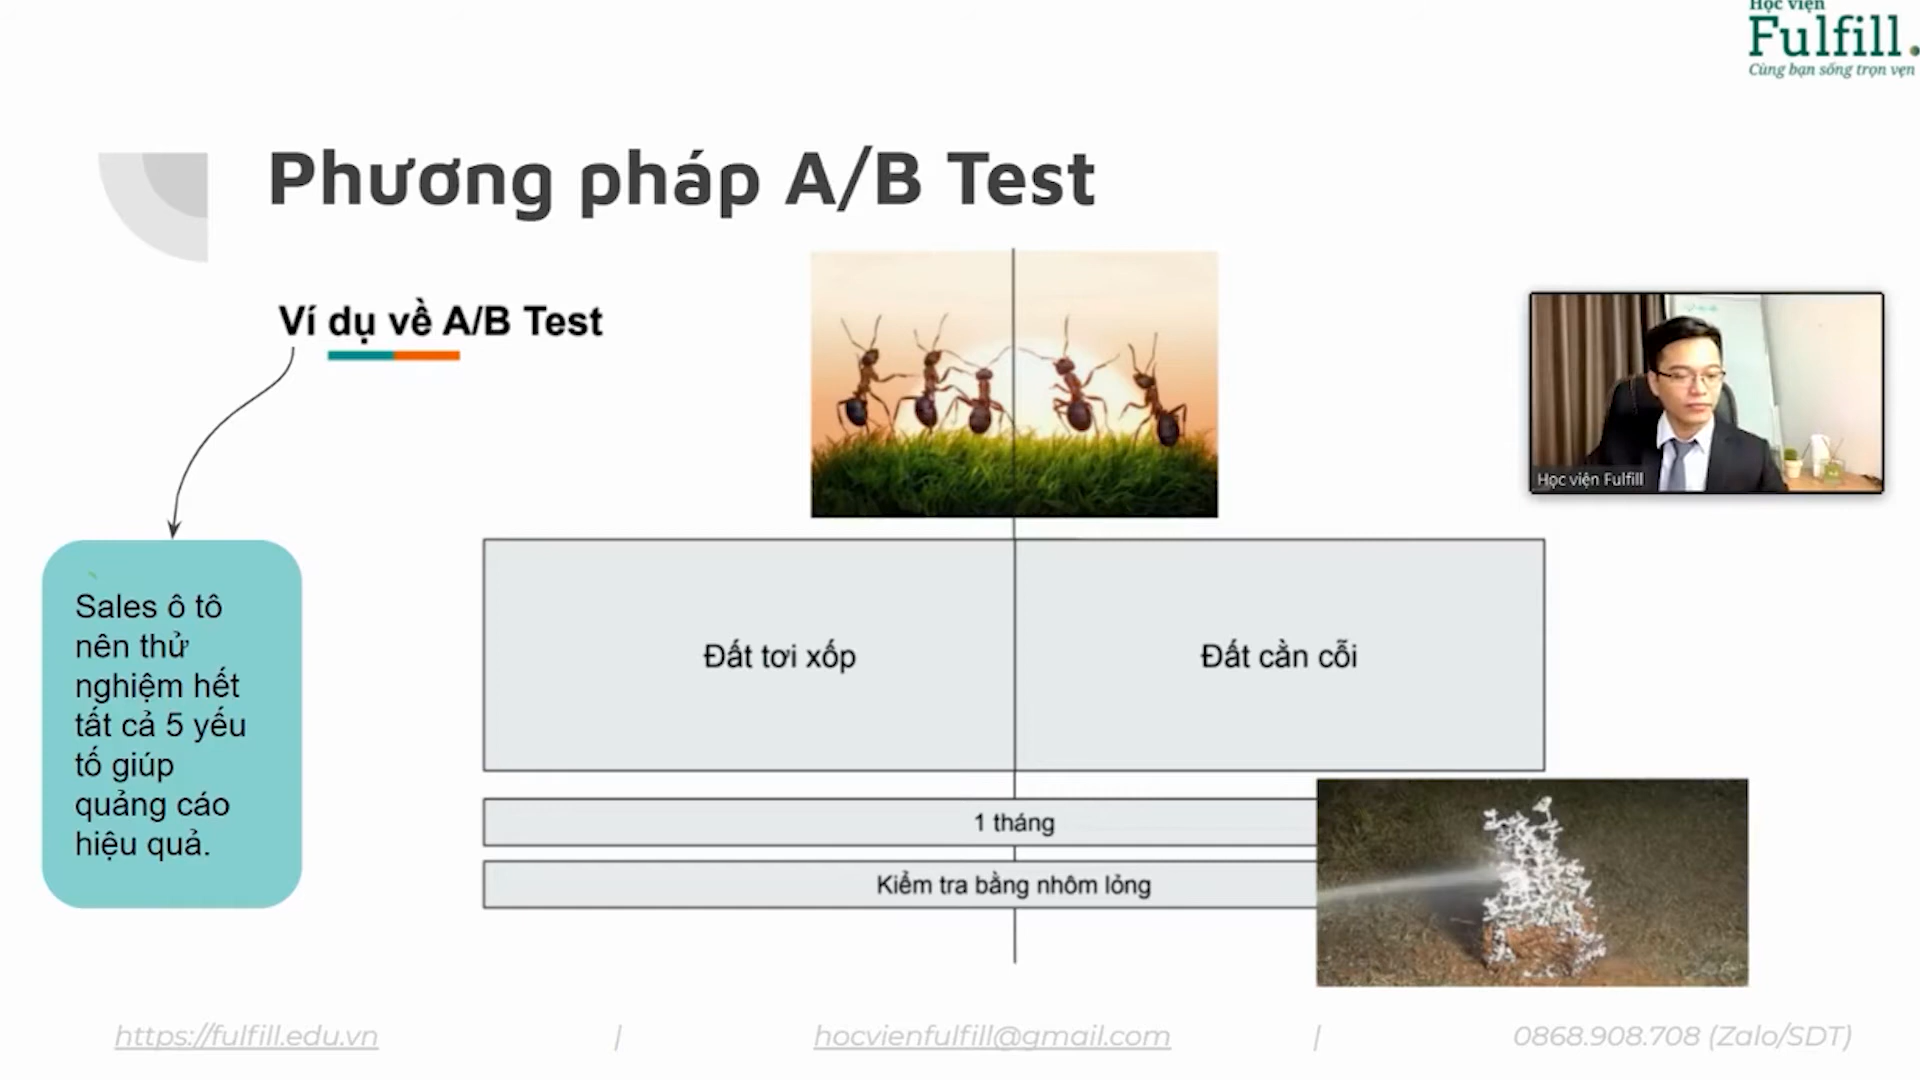 Học viện
Fulfill.
Cùng bạn sống trọn vẹn
Phương pháp A/B Test
Ví dụ về A/B Test
Học viện Fulfill
Sales ô tô
nên thử
nghiệm hết
tất cả 5 yếu
tố giúp
quảng cáo
hiệu quả.
Đất tơi xốp
Đất cằn cỗi
1 tháng
Kiểm tra bằng nhôm lỏng
https://fulfill.edu.vn | hocvienfulfill@gmail.com | 0868.908.708 (Zalo/SDT)